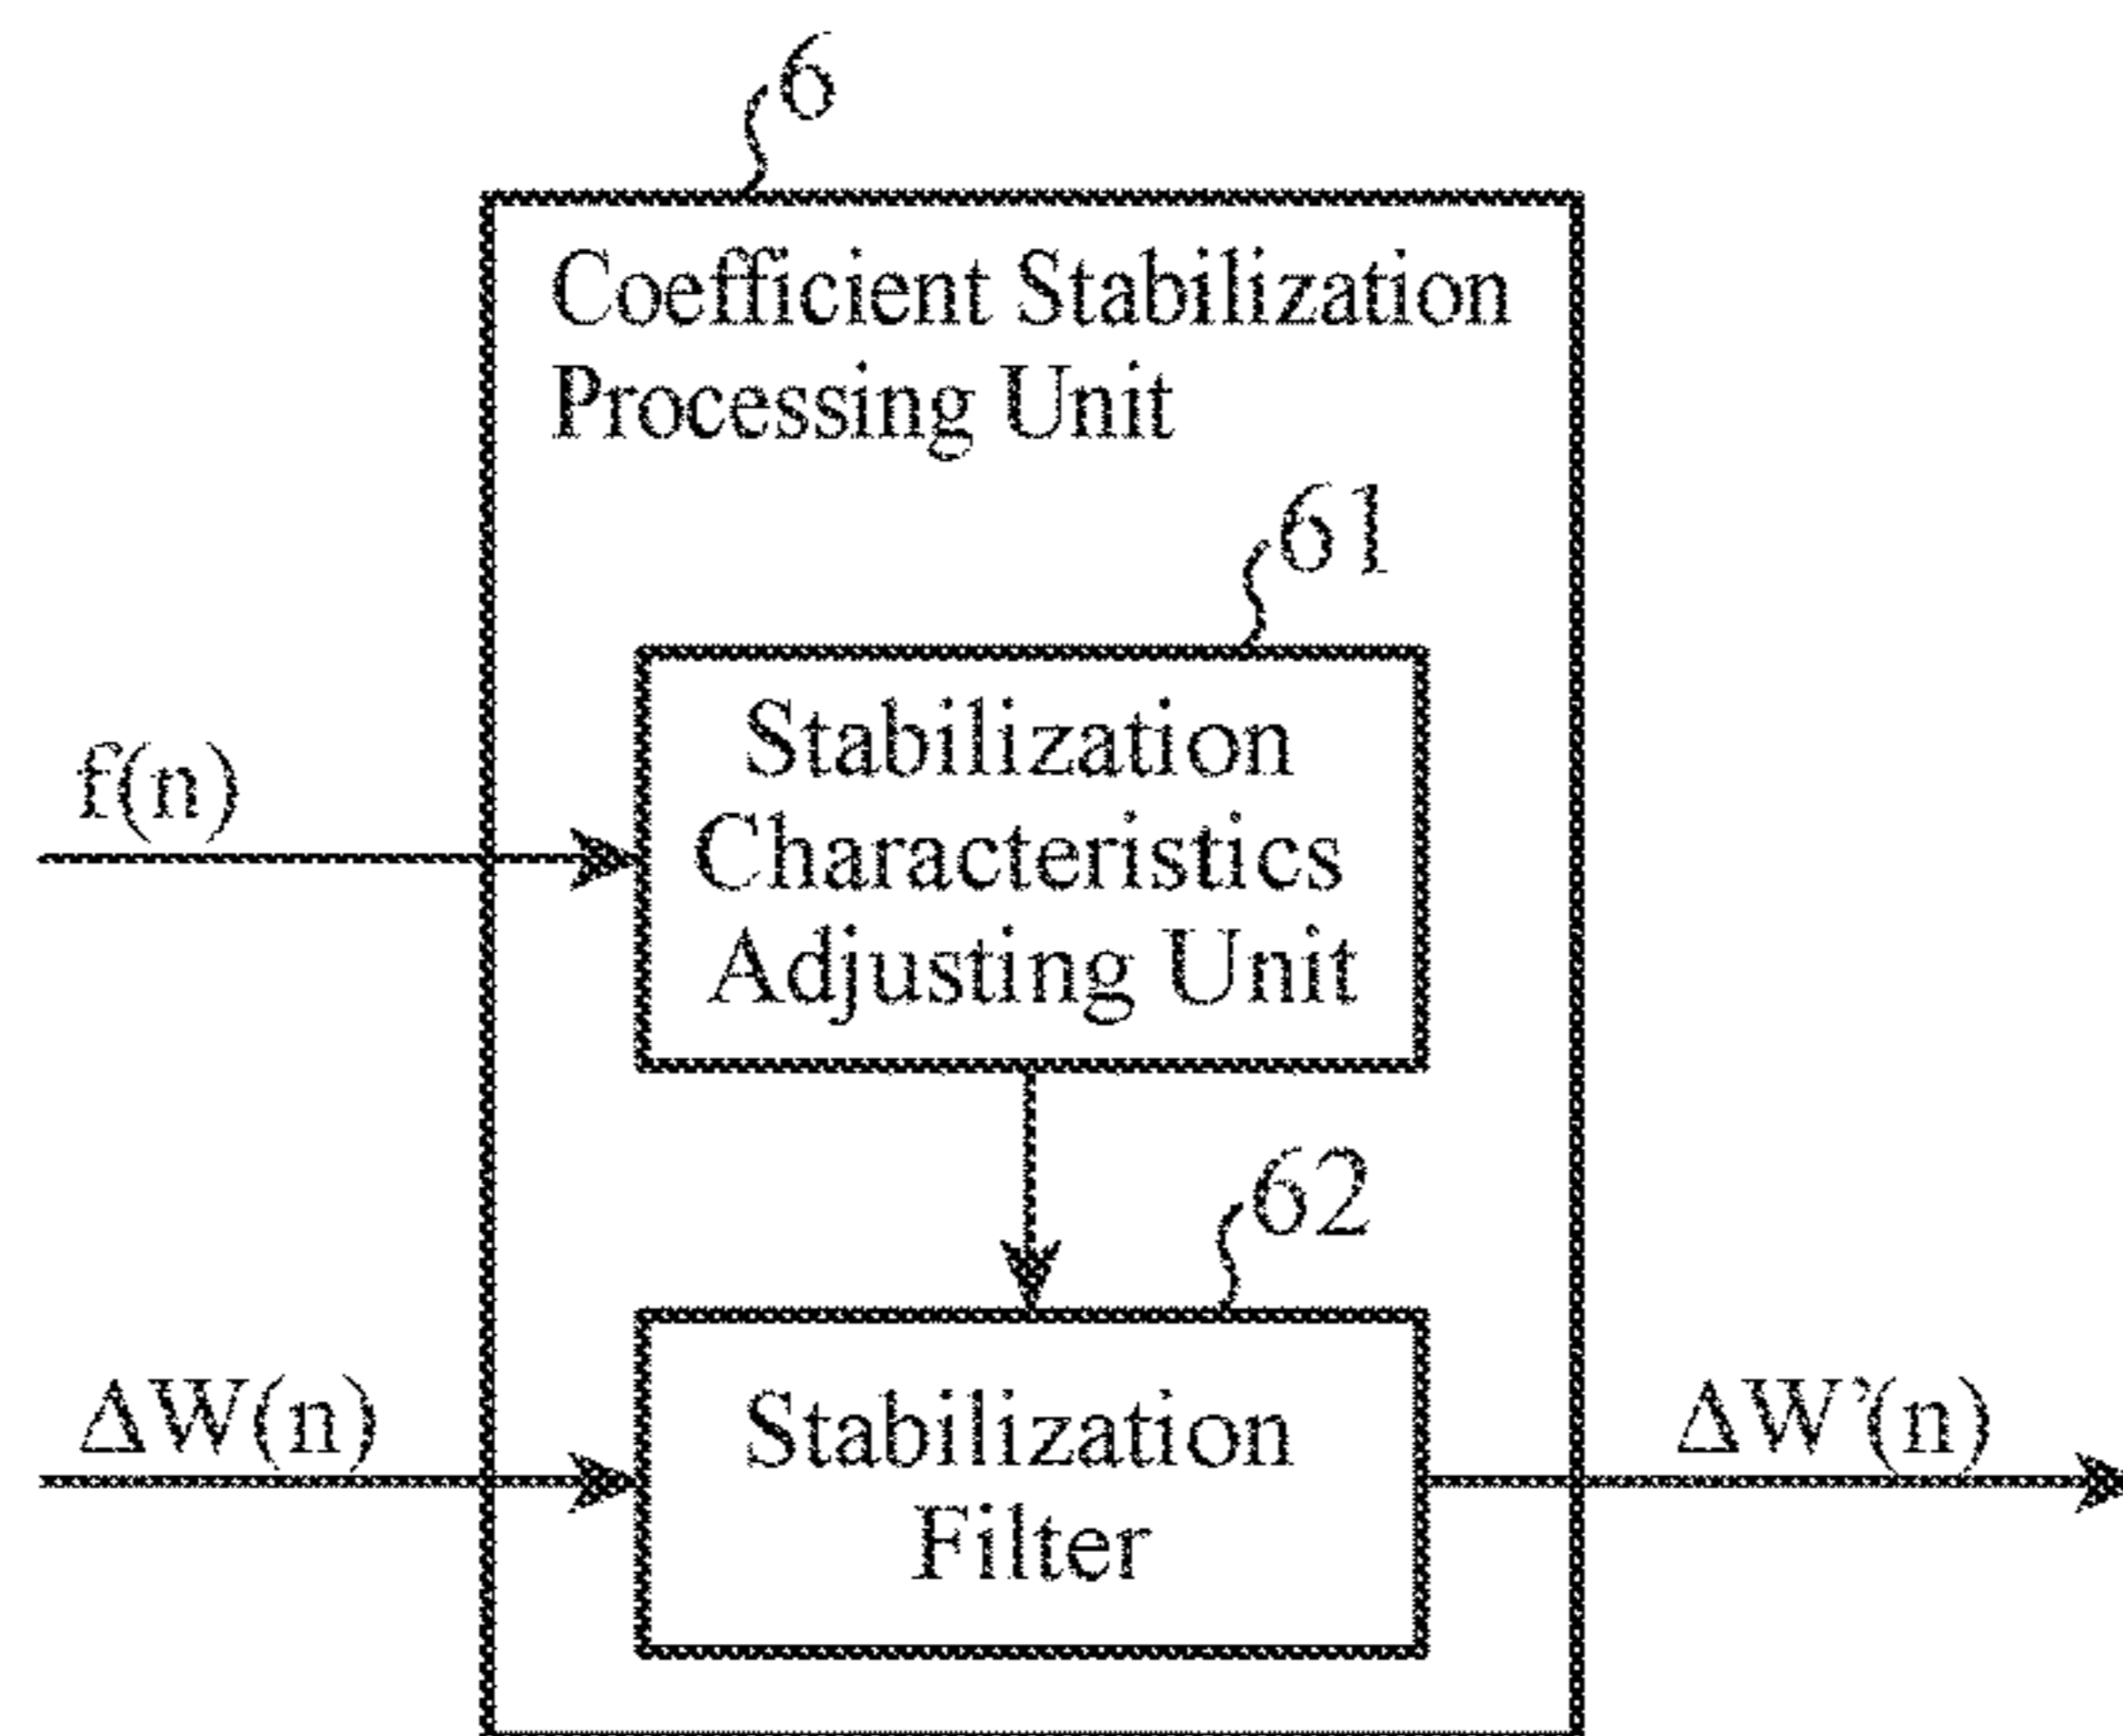 6
Coefficient Stabilization
Processing Unit
61
Stabilization
Characteristics
Adjusting Unit
f(n)
62
Stabilization
Filter
ΔW(n)
ΔW'(n)